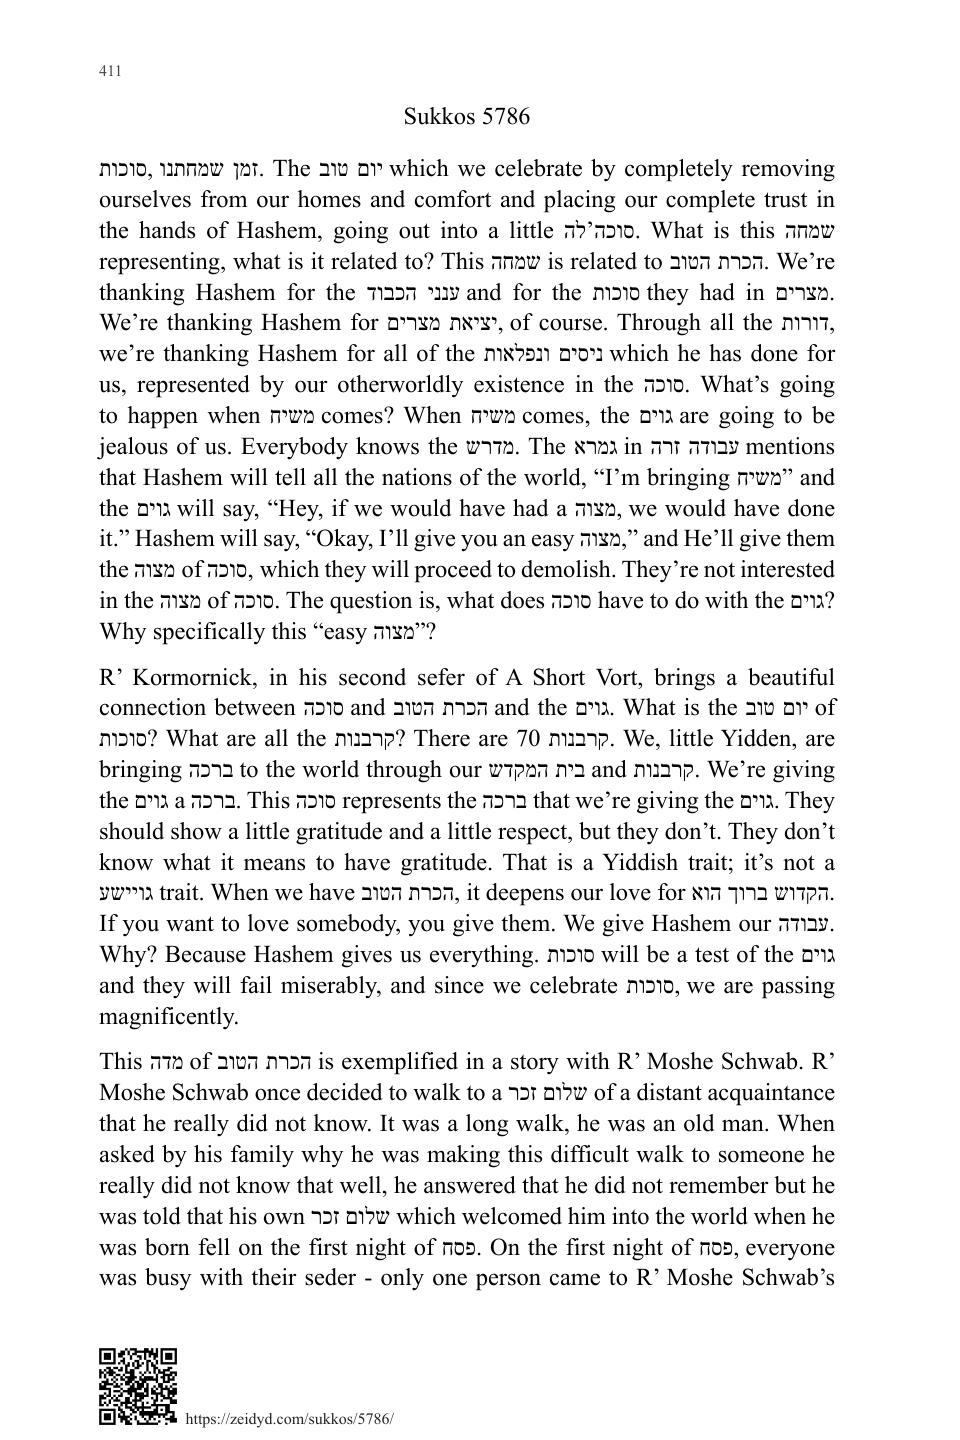 411
Sukkos 5786
סוכות, זמן שמחתנו. The יום טוב which we celebrate by completely removing
ourselves from our homes and comfort and placing our complete trust in
the hands of Hashem, going out into a little סוכה’לה. What is this שמחה
representing, what is it related to? This שמחה is related to הכרת הטוב. We’re
thanking Hashem for the ענני הכבוד and for the סוכות they had in מצרים.
We’re thanking Hashem for יציאת מצרים, of course. Through all the דורות,
we’re thanking Hashem for all of the ניסים ונפלאות which he has done for
us, represented by our otherworldly existence in the סוכה. What’s going
to happen when משיח comes? When משיח comes, the גוים are going to be
jealous of us. Everybody knows the מדרש. The גמרא in עבודה זרה mentions
that Hashem will tell all the nations of the world, “I’m bringing משיח” and
the גוים will say, “Hey, if we would have had a מצוה, we would have done
it.” Hashem will say, “Okay, I’ll give you an easy מצוה,” and He’ll give them
the מצוה of סוכה, which they will proceed to demolish. They’re not interested
in the מצוה of סוכה. The question is, what does סוכה have to do with the גוים?
Why specifically this “easy מצוה”?
R’ Kormornick, in his second sefer of A Short Vort, brings a beautiful
connection between סוכה and הכרת הטוב and the גוים. What is the יום טוב of
סוכות? What are all the קרבנות? There are 70 קרבנות. We, little Yidden, are
bringing ברכה to the world through our בית המקדש and קרבנות. We’re giving
the גוים a ברכה. This סוכה represents the ברכה that we’re giving the גוים. They
should show a little gratitude and a little respect, but they don’t. They don’t
know what it means to have gratitude. That is a Yiddish trait; it’s not a
גויישע trait. When we have הכרת הטוב, it deepens our love for הקדוש ברוך הוא.
If you want to love somebody, you give them. We give Hashem our עבודה.
Why? Because Hashem gives us everything. סוכות will be a test of the גוים
and they will fail miserably, and since we celebrate סוכות, we are passing
magnificently.
This מדה of הכרת הטוב is exemplified in a story with R’ Moshe Schwab. R’
Moshe Schwab once decided to walk to a שלום זכר of a distant acquaintance
that he really did not know. It was a long walk, he was an old man. When
asked by his family why he was making this difficult walk to someone he
really did not know that well, he answered that he did not remember but he
was told that his own שלום זכר which welcomed him into the world when he
was born fell on the first night of פסח. On the first night of פסח, everyone
was busy with their seder - only one person came to R’ Moshe Schwab’s
https://zeidyd.com/sukkos/5786/